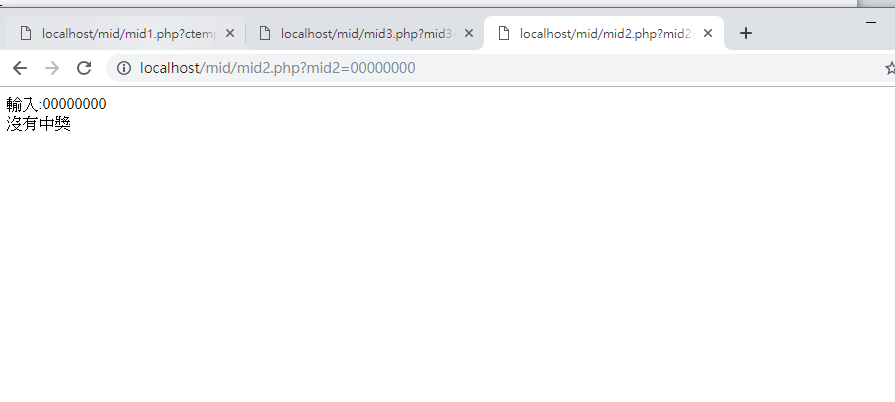 localhost/mid/mid1.php?ctemp
localhost/mid/mid3.php?mid3=
localhost/mid/mid2.php?mid2=
localhost/mid/mid2.php?mid2=00000000
輸入:00000000
沒有中獎